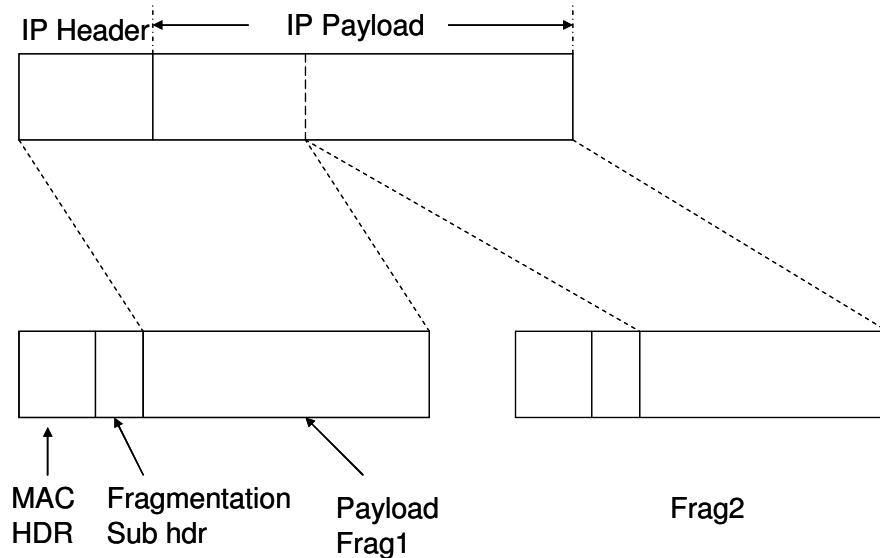 IP Header
IP Payload
MAC
HDR
Fragmentation
Sub hdr
Payload
Frag1
Frag2